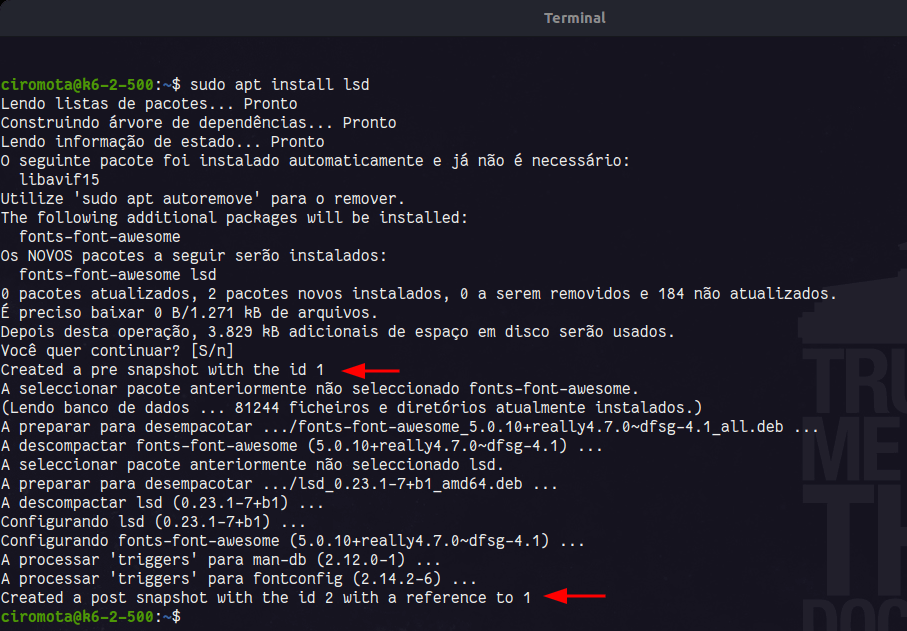 Terminal
ciromota@k6-2-500:~$ sudo apt install lsd
Lendo listas de pacotes... Pronto
Construindo árvore de dependências... Pronto
Lendo informação de estado... Pronto
O seguinte pacote foi instalado automaticamente e já não é necessário:
  libavif15
Utilize 'sudo apt autoremove' para o remover.
The following additional packages will be installed:
  fonts-font-awesome
Os NOVOS pacotes a seguir serão instalados:
  fonts-font-awesome lsd
0 pacotes atualizados, 2 pacotes novos instalados, 0 a serem removidos e 184 não atualizados.
É preciso baixar 0 B/1.271 kB de arquivos.
Depois desta operação, 3.829 kB adicionais de espaço em disco serão usados.
Você quer continuar? [S/n]
Created a pre snapshot with the id 1
A seleccionar pacote anteriormente não seleccionado fonts-font-awesome.
(Lendo banco de dados ... 81244 ficheiros e diretórios atualmente instalados.)
A preparar para desempacotar .../fonts-font-awesome_5.0.10+really4.7.0~dfsg-4.1_all.deb ...
A descompactar fonts-font-awesome (5.0.10+really4.7.0~dfsg-4.1) ...
A seleccionar pacote anteriormente não seleccionado lsd.
A preparar para desempacotar .../lsd_0.23.1-7+b1_amd64.deb ...
A descompactar lsd (0.23.1-7+b1) ...
Configurando lsd (0.23.1-7+b1) ...
Configurando fonts-font-awesome (5.0.10+really4.7.0~dfsg-4.1) ...
A processar 'triggers' para man-db (2.12.0-1) ...
A processar 'triggers' para fontconfig (2.14.2-6) ...
Created a post snapshot with the id 2 with a reference to 1
ciromota@k6-2-500:~$
ME